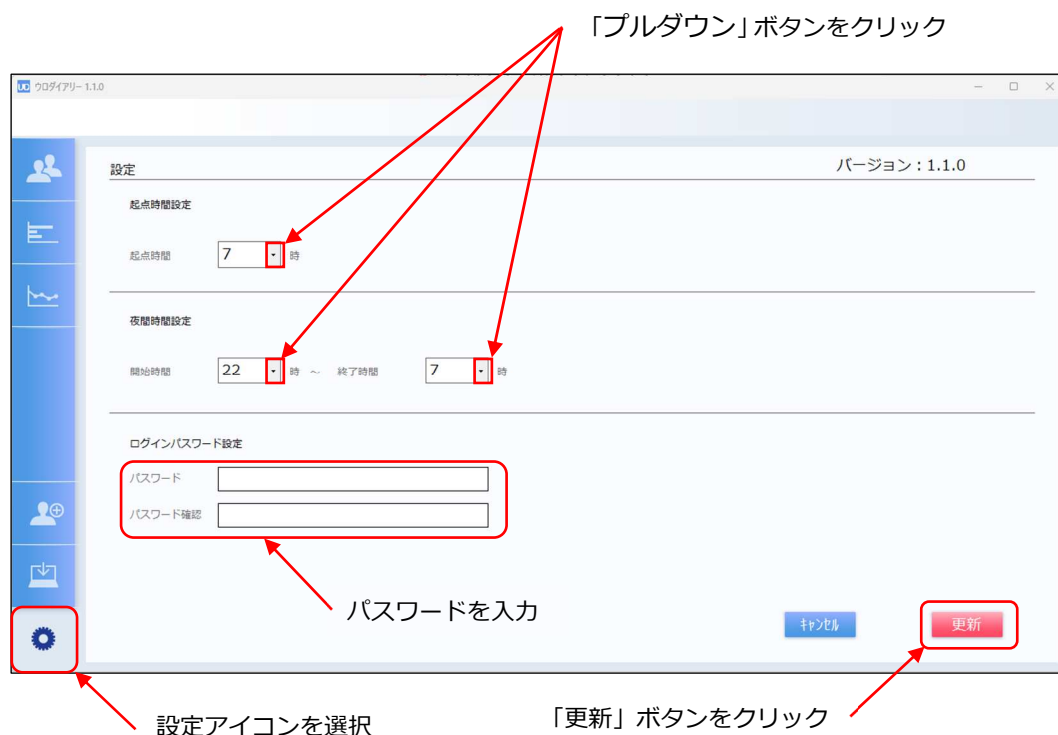 「プルダウン」ボタンをクリック
UD ウロダイアリー 1.1.0
設定
バージョン：1.1.0
起点時間設定
起点時間 7 時
夜間時間設定
開始時間 22 時 ～ 終了時間 7 時
ログインパスワード設定
パスワード
パスワード確認
パスワードを入力
ｷｬﾝｾﾙ
更新
設定アイコンを選択
「更新」ボタンをクリック